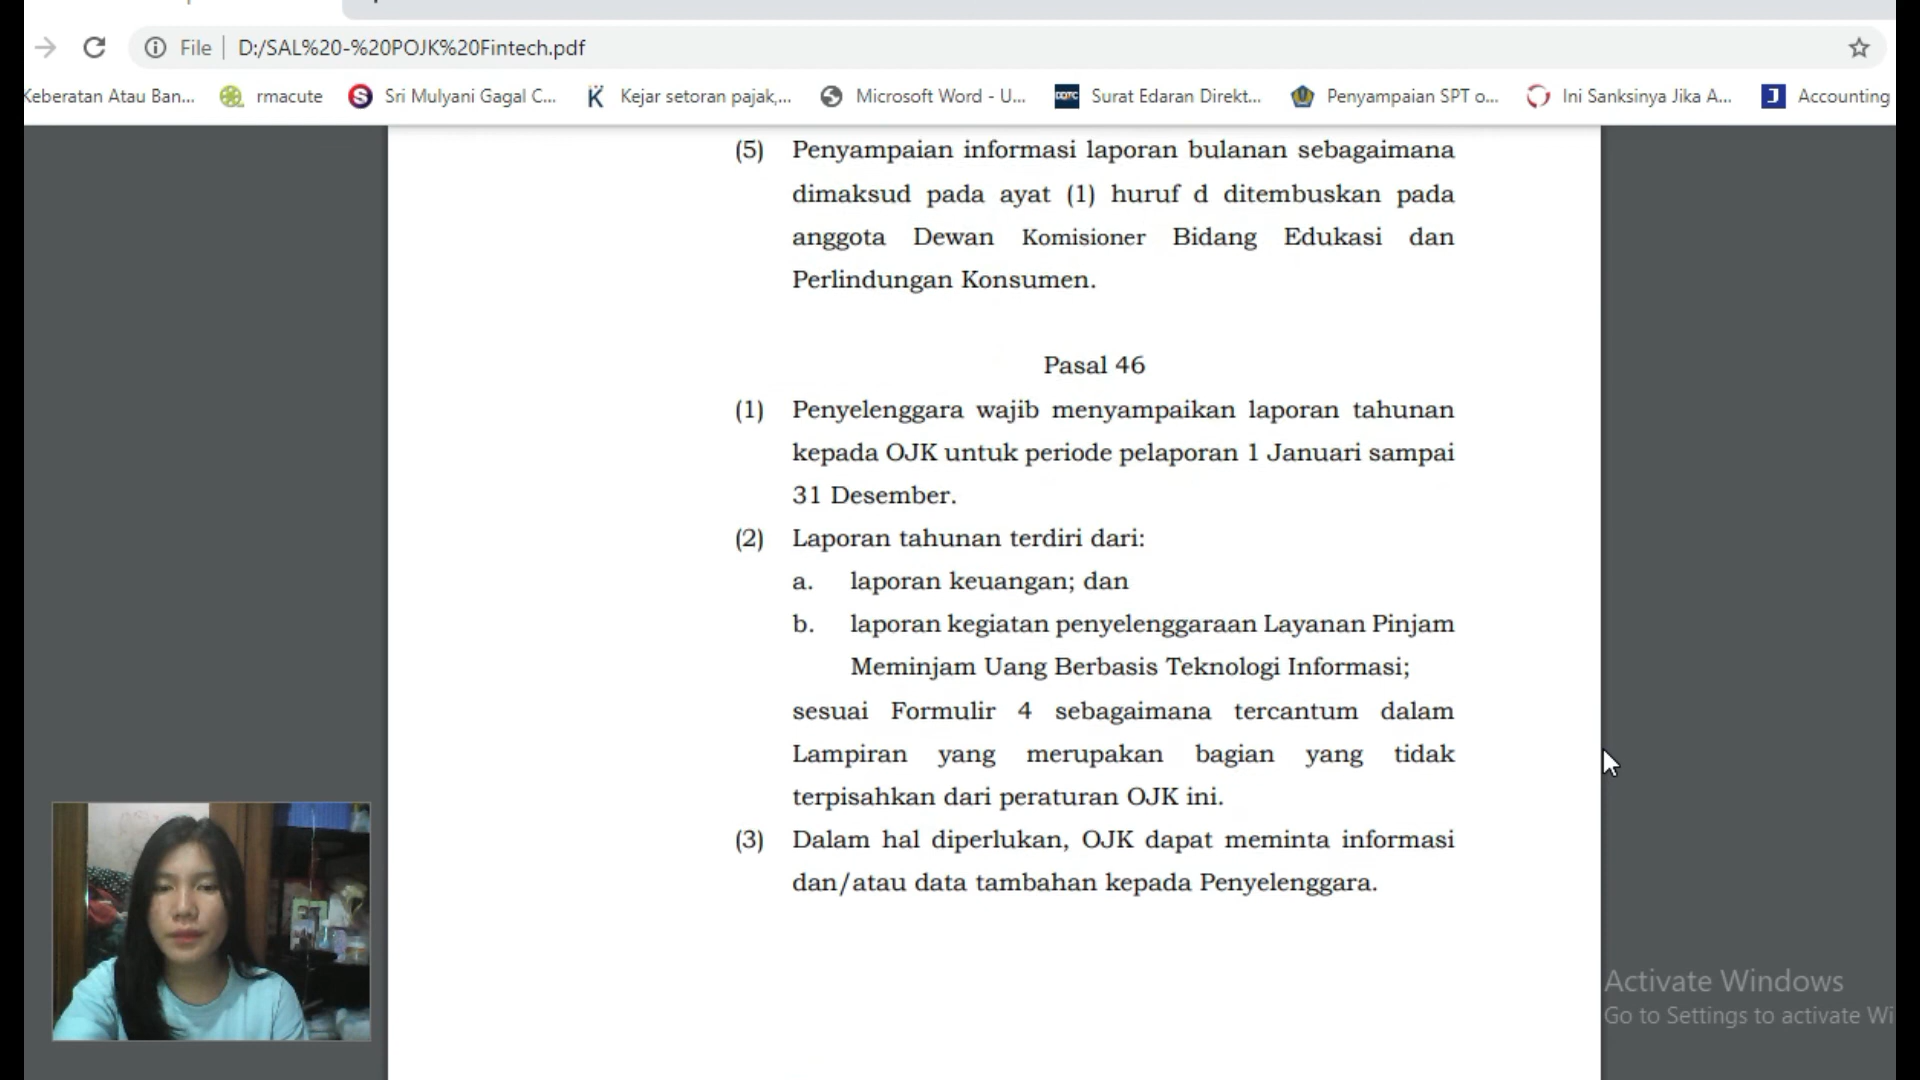 File D:/SAL%20-%20POJK%20Fintech.pdf
Keberatan Atau Ban... rmacute Sri Mulyani Gagal C... Kejar setoran pajak,... Microsoft Word - U... DDTC Surat Edaran Direkt... Penyampaian SPT o... Ini Sanksinya Jika A... Accounting
(5) Penyampaian informasi laporan bulanan sebagaimana
dimaksud pada ayat (1) huruf d ditembuskan pada
anggota Dewan Komisioner Bidang Edukasi dan
Perlindungan Konsumen.
Pasal 46
(1) Penyelenggara wajib menyampaikan laporan tahunan
kepada OJK untuk periode pelaporan 1 Januari sampai
31 Desember.
(2) Laporan tahunan terdiri dari:
a. laporan keuangan; dan
b. laporan kegiatan penyelenggaraan Layanan Pinjam
Meminjam Uang Berbasis Teknologi Informasi;
sesuai Formulir 4 sebagaimana tercantum dalam
Lampiran yang merupakan bagian yang tidak
terpisahkan dari peraturan OJK ini.
(3) Dalam hal diperlukan, OJK dapat meminta informasi
dan/atau data tambahan kepada Penyelenggara.
Activate Windows
Go to Settings to activate Wi